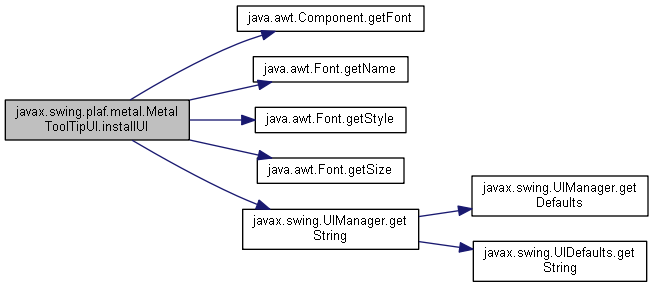 java.awt.Component.getFont
java.awt.Font.getName
javax.swing.plaf.metal.Metal
ToolTipUI.installUI
java.awt.Font.getStyle
java.awt.Font.getSize
javax.swing.UIManager.get
String
javax.swing.UIManager.get
Defaults
javax.swing.UIDefaults.get
String